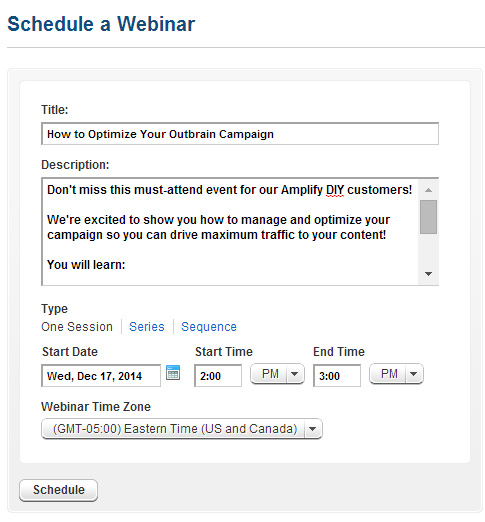 Schedule a Webinar
Title:
How to Optimize Your Outbrain Campaign
Description:
Don't miss this must-attend event for our Amplify DIY customers!
We're excited to show you how to manage and optimize your
campaign so you can drive maximum traffic to your content!
You will learn:
Type
One Session Series Sequence
Start Date Start Time End Time
Wed, Dec 17, 2014 2:00 PM 3:00 PM
Webinar Time Zone
(GMT-05:00) Eastern Time (US and Canada)
Schedule